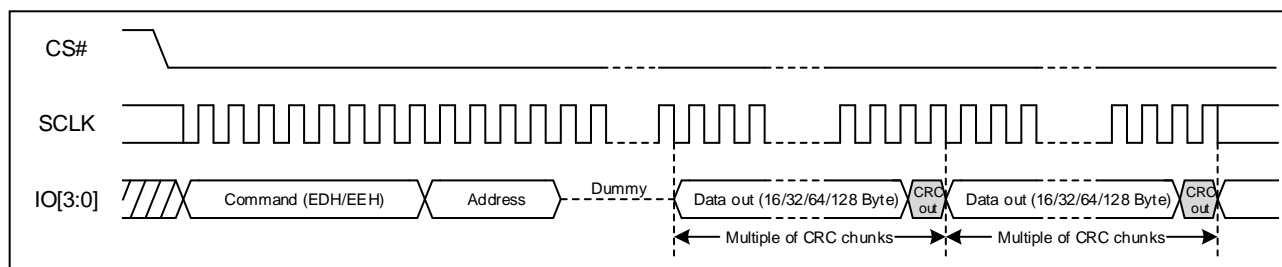 CS#
SCLK
IO[3:0]
Command (EDH/EEH)
Address
Dummy
Data out (16/32/64/128 Byte)
CRC
out
Data out (16/32/64/128 Byte)
CRC
out
Multiple of CRC chunks
Multiple of CRC chunks